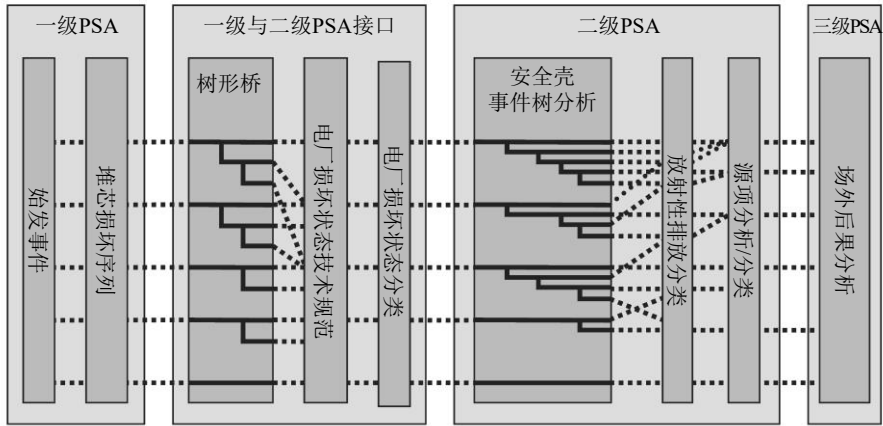 一级PSA
始发事件
堆芯损坏序列
一级与二级PSA接口
树形桥
电厂损坏状态技术规范
电厂损坏状态分类
二级PSA
安全壳
事件树分析
放射性排放分类
源项分析/分类
三级PSA
场外后果分析